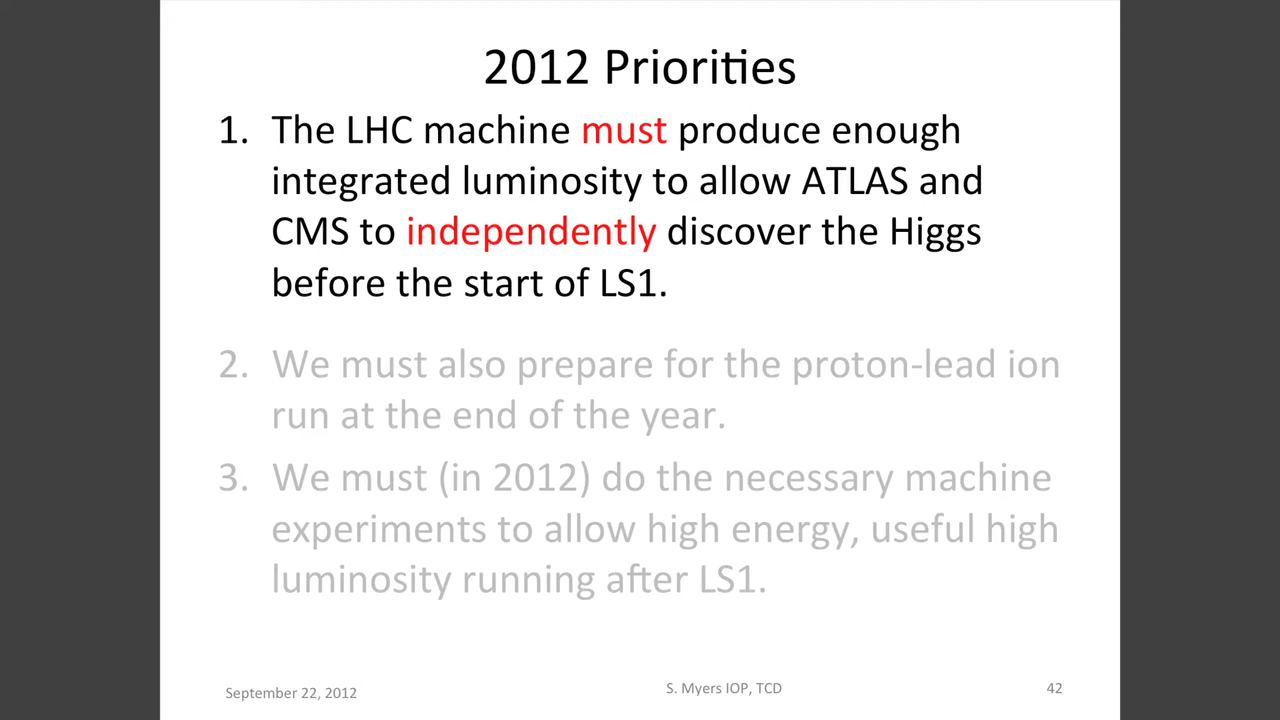 2012 Priorities
1. The LHC machine must produce enough
integrated luminosity to allow ATLAS and
CMS to independently discover the Higgs
before the start of LS1.
2. We must also prepare for the proton-lead ion
run at the end of the year.
3. We must (in 2012) do the necessary machine
experiments to allow high energy, useful high
luminosity running after LS1.
September 22, 2012
S. Myers IOP, TCD
42